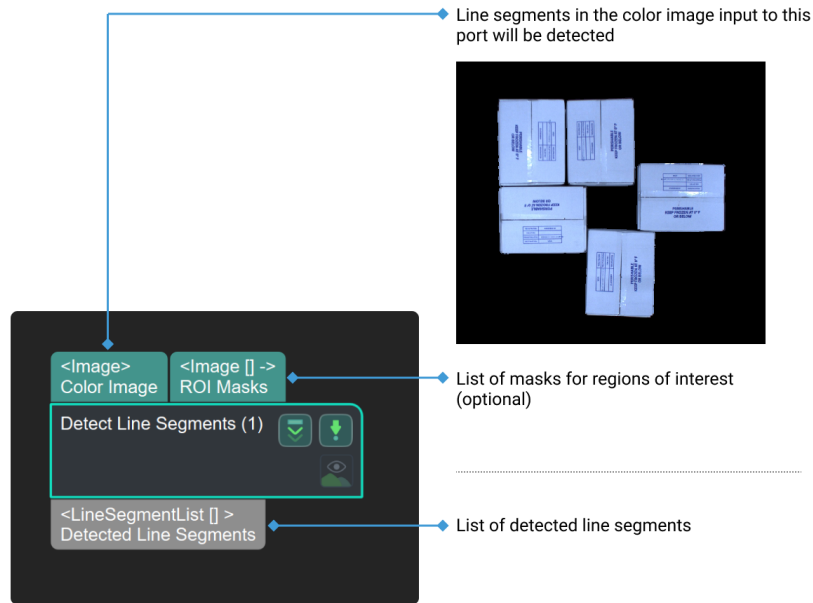 Line segments in the color image input to this
port will be detected
<Image>
Color Image
<Image [] ->
ROI Masks
List of masks for regions of interest
(optional)
Detect Line Segments (1)
<LineSegmentList [] >
Detected Line Segments
List of detected line segments